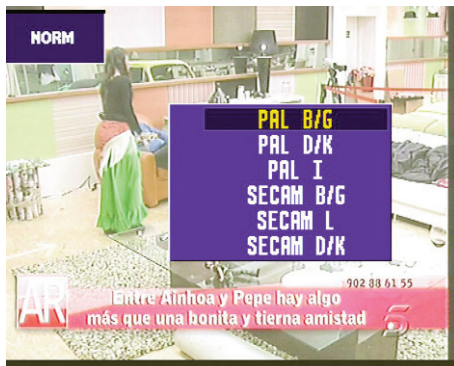 NORM
PAL B/G
PAL D/K
PAL I
SECAM B/G
SECAM L
SECAM D/K
902 88 61 55
AR
Entre Ainhoa y Pepe hay algo
más que una bonita y tierna amistad
5